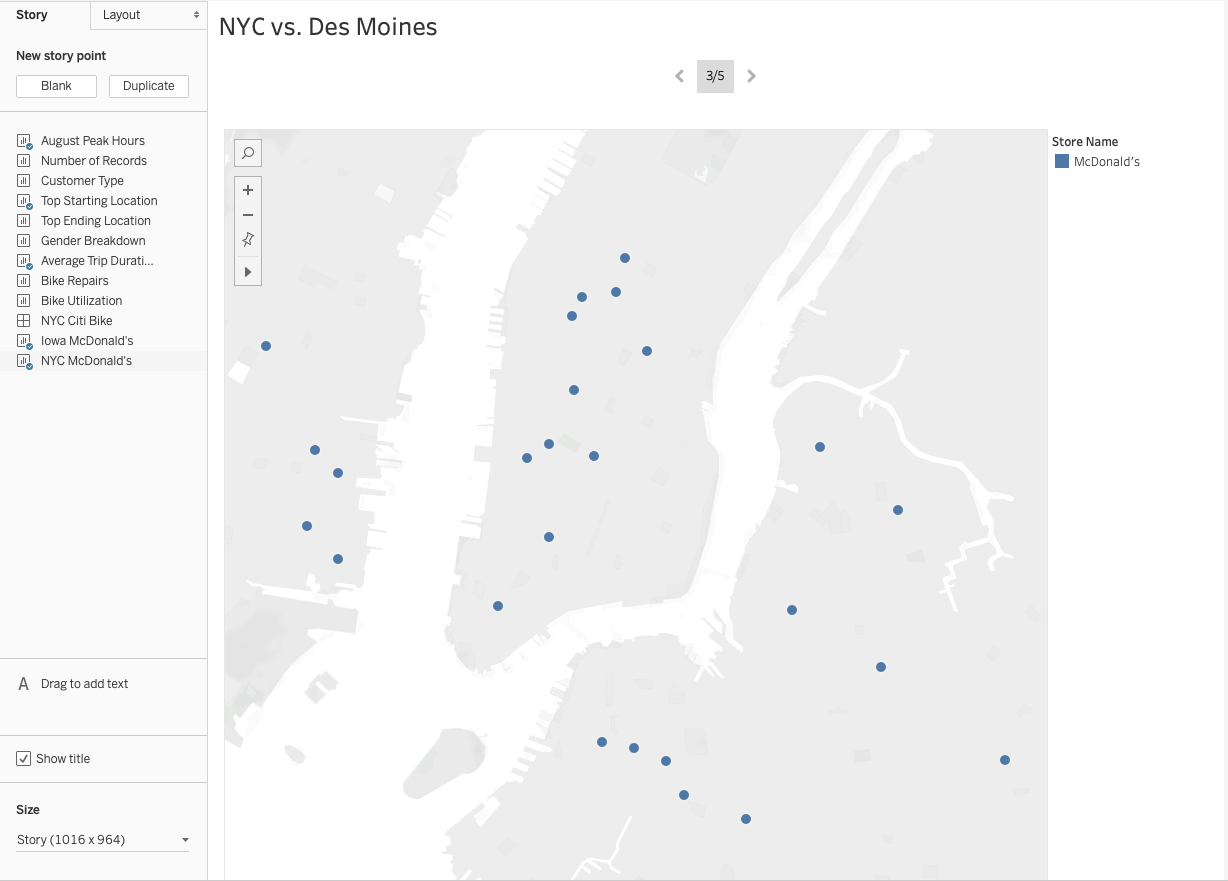 Story
Layout
NYC vs. Des Moines
New story point
Blank
Duplicate
3/5
August Peak Hours
Number of Records
Customer Type
Top Starting Location
Top Ending Location
Gender Breakdown
Average Trip Durati...
Bike Repairs
Bike Utilization
NYC Citi Bike
Iowa McDonald's
NYC McDonald's
A Drag to add text
Show title
Size
Story (1016 x 964)
Store Name
McDonald's